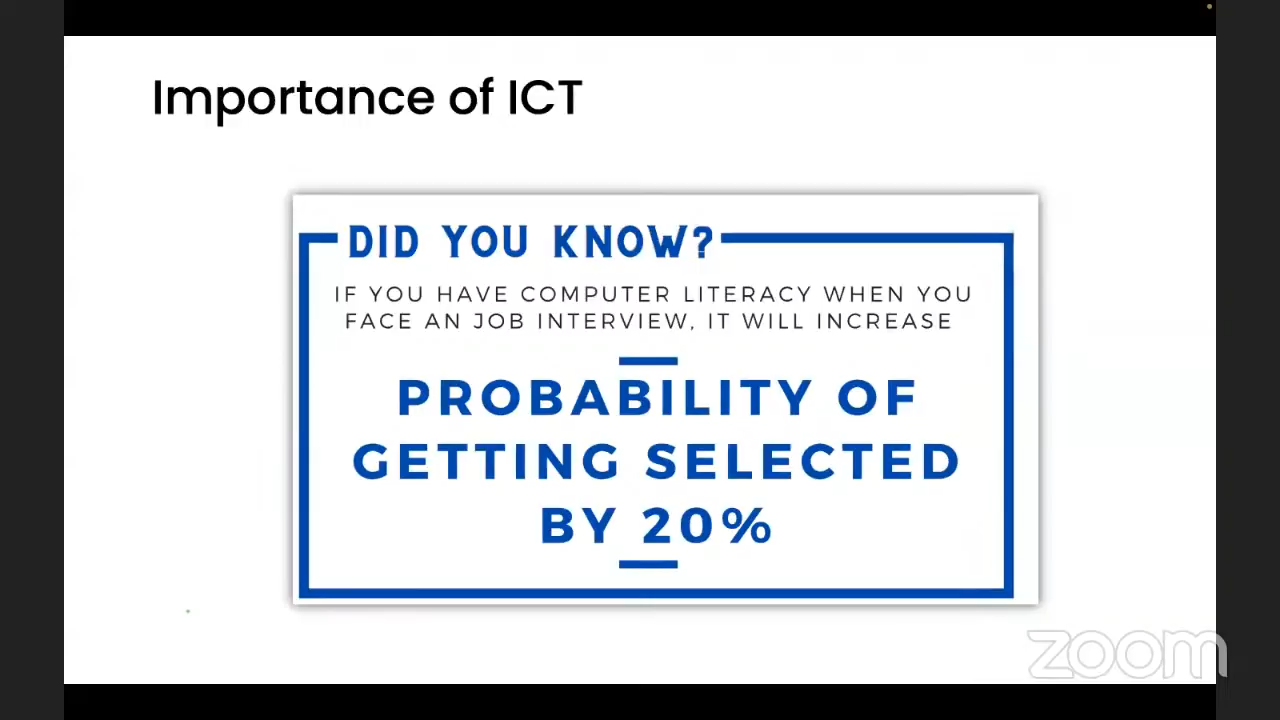 Importance of ICT
DID YOU KNOW?
IF YOU HAVE COMPUTER LITERACY WHEN YOU
FACE AN JOB INTERVIEW, IT WILL INCREASE
PROBABILITY OF
GETTING SELECTED
BY 20%
zoom